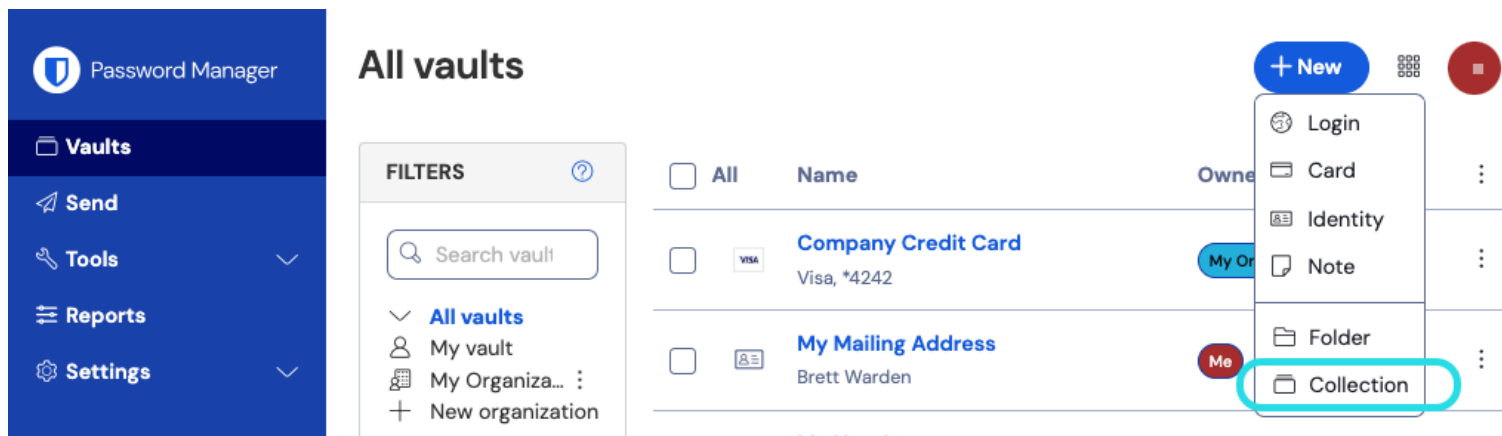 Password Manager
Vaults
Send
Tools
Reports
Settings
All vaults
New
Login
Card
Identity
Note
Folder
Collection
FILTERS
Search vault
All vaults
My vault
My Organiza...
New organization
All Name Owne
VISA
Company Credit Card
Visa, *4242
My Or
My Mailing Address
Brett Warden
Me